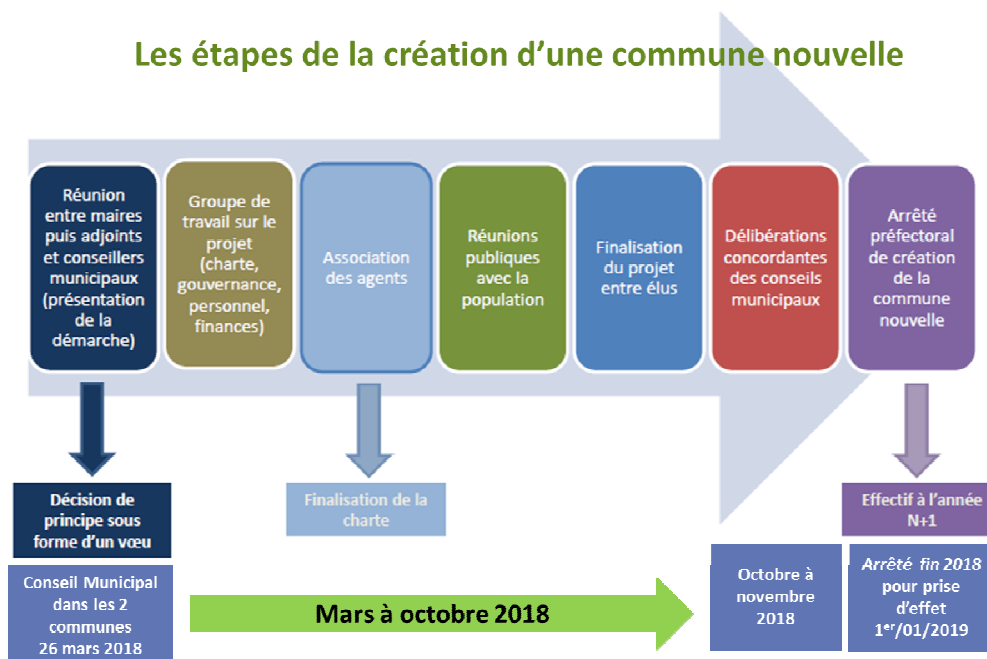 Les étapes de la création d'une commune nouvelle
Réunion
entre maires
puis adjoints
et conseillers
municipaux
(présentation
de la
démarche)
Groupe de
travail sur le
projet
(charte,
gouvernance,
personnel,
finances)
Association
des agents
Réunions
publiques
avec la
population
Finalisation
du projet
entre élus
Délibérations
concordantes
des conseils
municipaux
Arrêté
préfectoral
de création
de la
commune
nouvelle
Décision de
principe sous
forme d'un vœu
Finalisation de la
charte
Effectif à l'année
N+1
Conseil Municipal
dans les 2
communes
26 mars 2018
Mars à octobre 2018
Octobre à
novembre
2018
Arrêté fin 2018
pour prise
d'effet
1er/01/2019